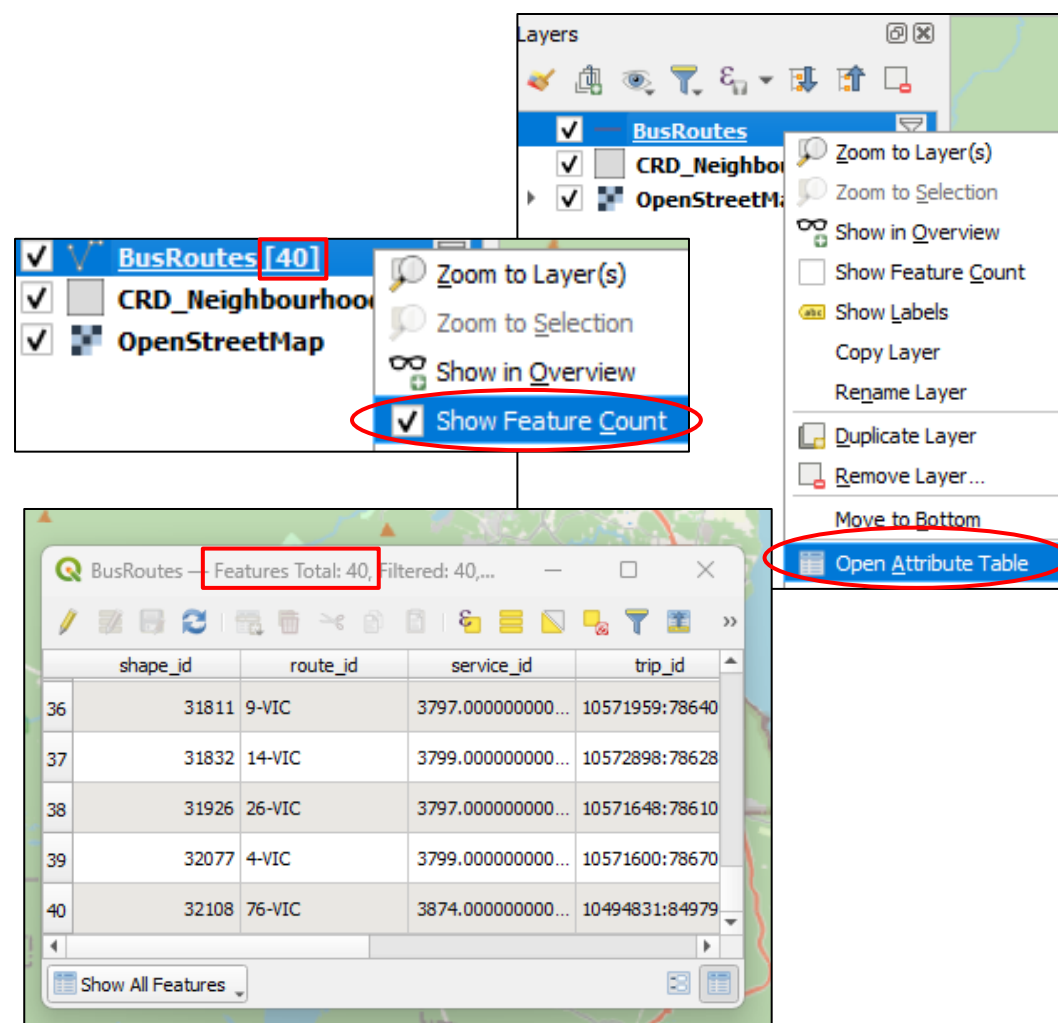 Layers
BusRoutes
CRD_Neighbou
OpenStreetMa
Zoom to Layer(s)
Zoom to Selection
Show in Overview
Show Feature Count
Show Labels
Copy Layer
Rename Layer
Duplicate Layer
Remove Layer...
Move to Bottom
Open Attribute Table
BusRoutes [40]
CRD_Neighbourhood
OpenStreetMap
Zoom to Layer(s)
Zoom to Selection
Show in Overview
Show Feature Count
BusRoutes — Features Total: 40, Filtered: 40,...
shape_id route_id service_id trip_id
36 31811 9-VIC 3797.000000000... 10571959:78640
37 31832 14-VIC 3799.000000000... 10572898:78628
38 31926 26-VIC 3797.000000000... 10571648:78610
39 32077 4-VIC 3799.000000000... 10571600:78670
40 32108 76-VIC 3874.000000000... 10494831:84979
Show All Features